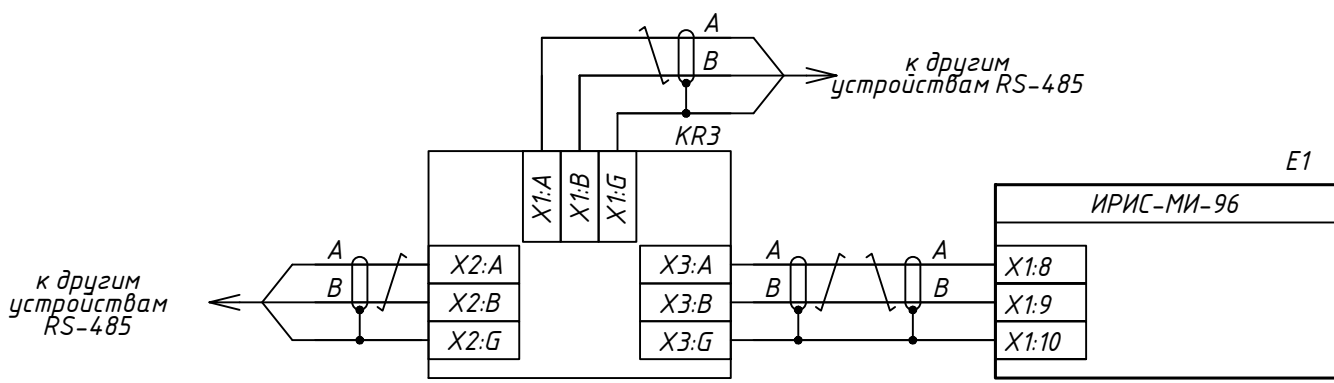 A
B
к другим
устройствам RS-485
KR3
E1
X1:A
X1:B
X1:G
ИРИС-МИ-96
A
X2:A
X3:A
A
A
X1:8
к другим
устройствам
RS-485
B
X2:B
X3:B
B
B
X1:9
X2:G
X3:G
X1:10